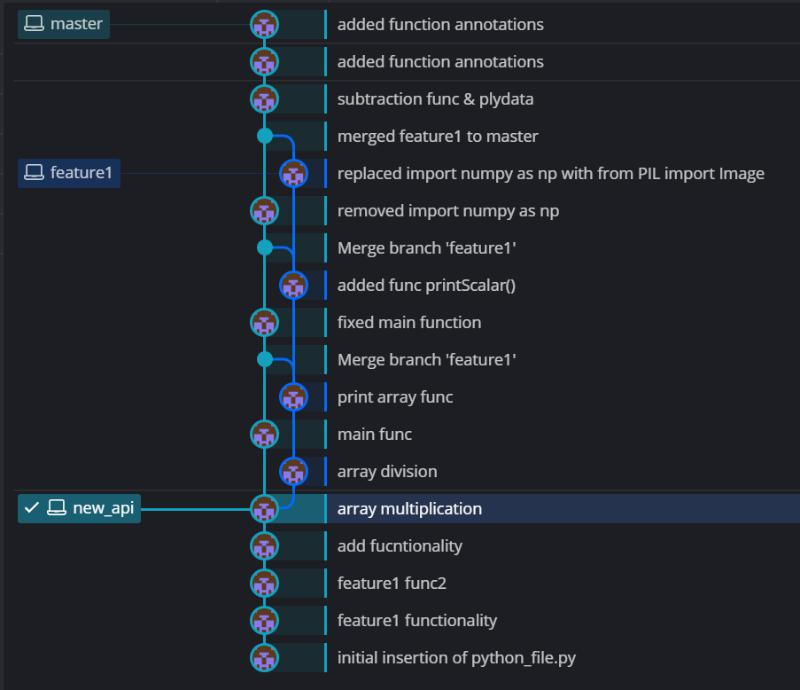 master added function annotations
added function annotations
subtraction func & plydata
merged feature1 to master
feature1 replaced import numpy as np with from PIL import Image
removed import numpy as np
Merge branch 'feature1'
added func printScalar()
fixed main function
Merge branch 'feature1'
print array func
main func
array division
new_api array multiplication
add fucntionality
feature1 func2
feature1 functionality
initial insertion of python_file.py